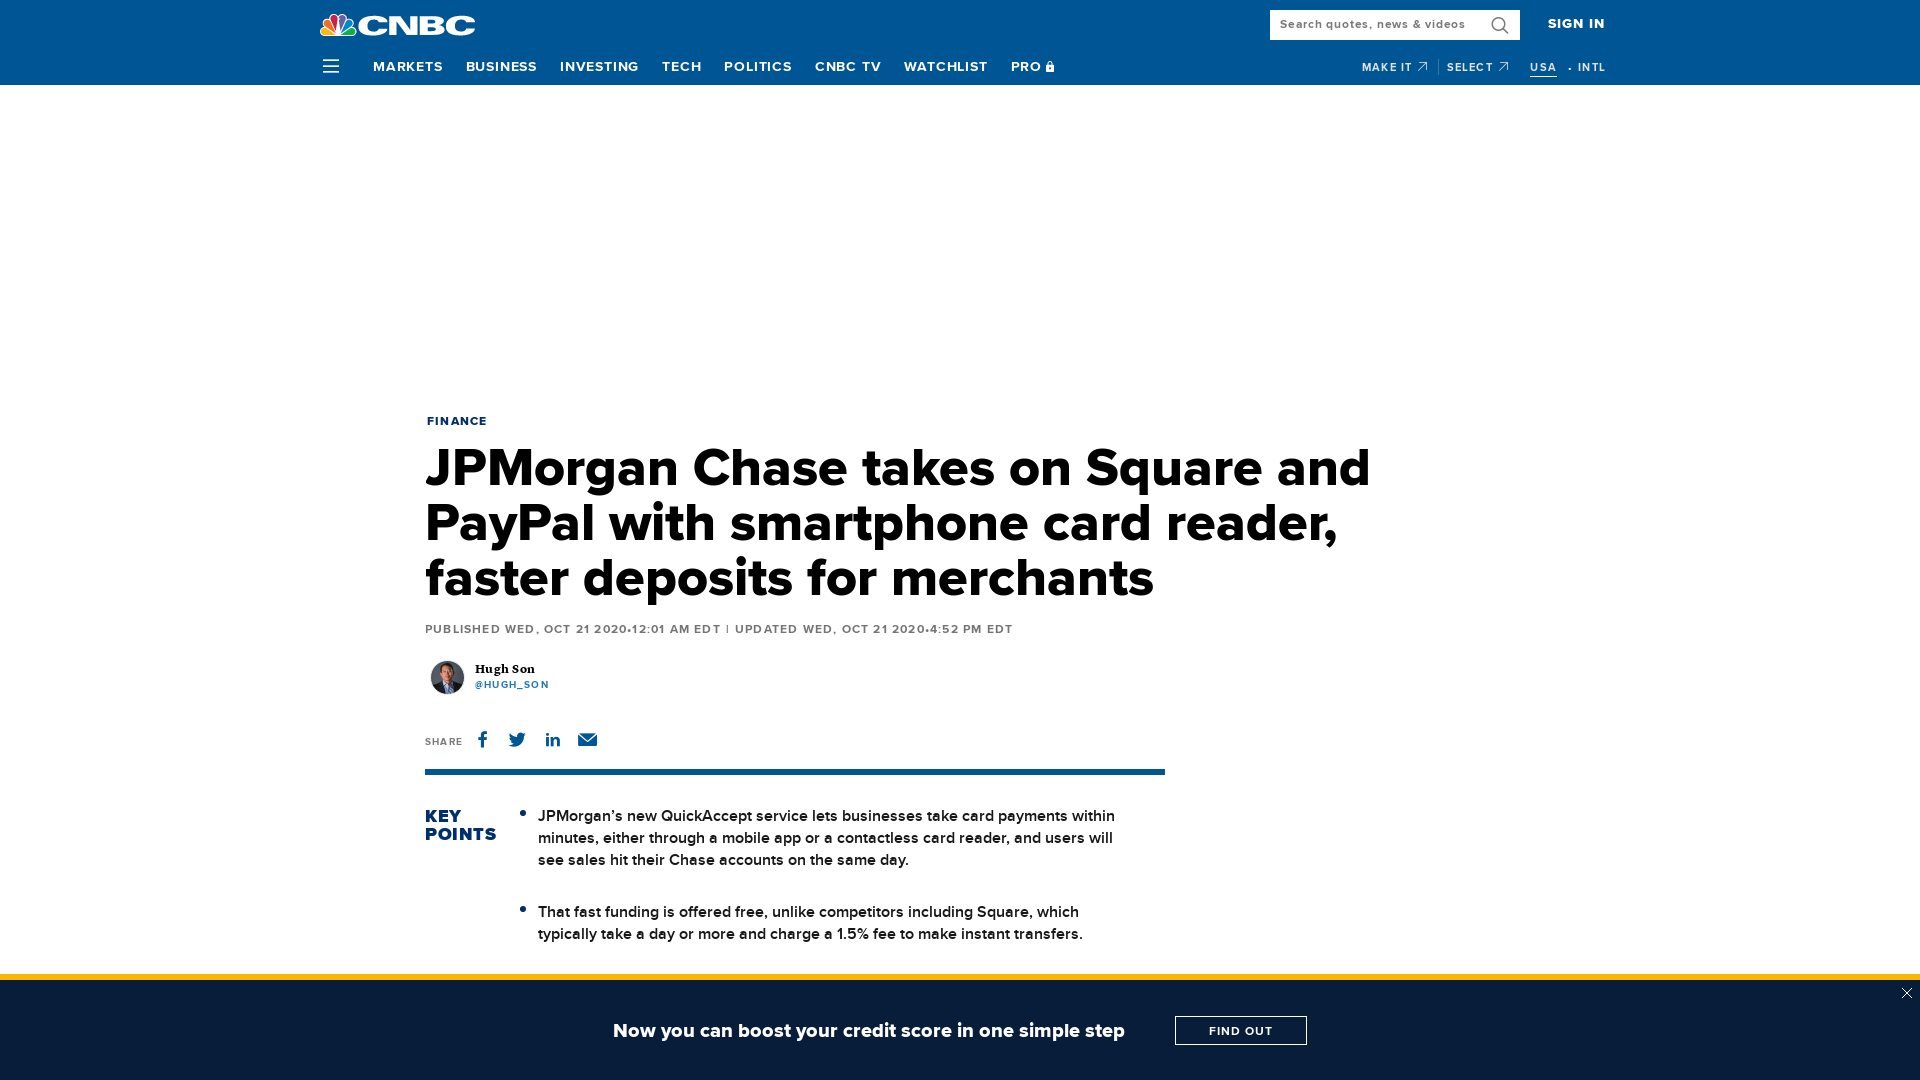 CNBC
Search quotes, news & videos
SIGN IN
MARKETS BUSINESS INVESTING TECH POLITICS CNBC TV WATCHLIST PRO
MAKE IT SELECT USA • INTL
FINANCE
JPMorgan Chase takes on Square and
PayPal with smartphone card reader,
faster deposits for merchants
PUBLISHED WED, OCT 21 2020•12:01 AM EDT | UPDATED WED, OCT 21 2020•4:52 PM EDT
Hugh Son
@HUGH_SON
SHARE
KEY
POINTS
• JPMorgan’s new QuickAccept service lets businesses take card payments within
minutes, either through a mobile app or a contactless card reader, and users will
see sales hit their Chase accounts on the same day.
• That fast funding is offered free, unlike competitors including Square, which
typically take a day or more and charge a 1.5% fee to make instant transfers.
Now you can boost your credit score in one simple step
FIND OUT